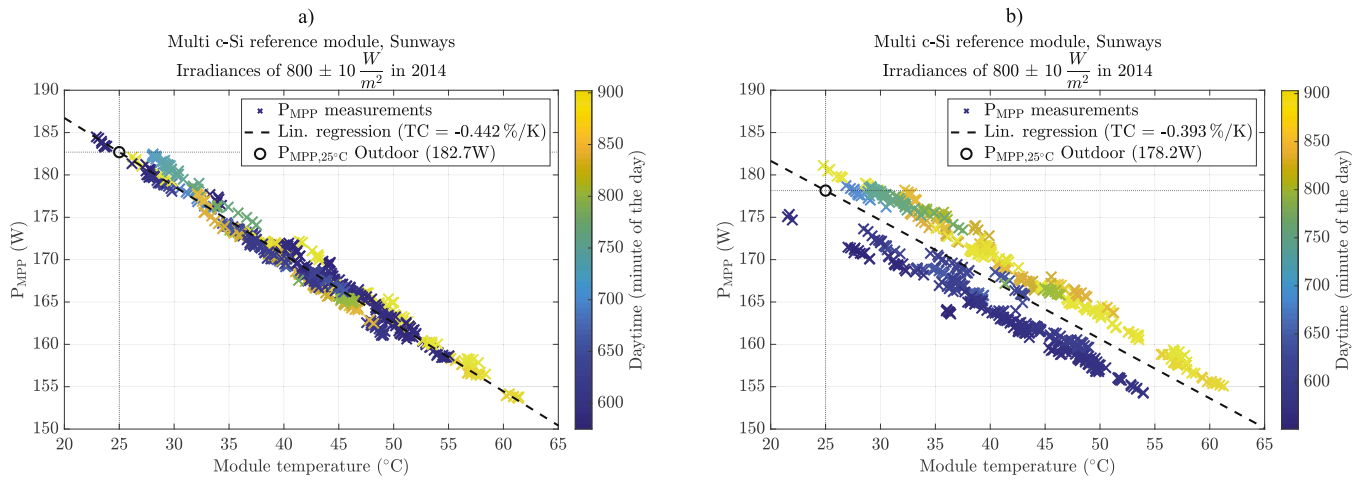 a)
Multi c-Si reference module, Sunways
Irradiances of 800 ± 10 W/m² in 2014
190
185
180
175
170
165
160
155
150
P_MPP (W)
× P_MPP measurements
Lin. regression (TC = -0.442 %/K)
P_MPP,25°C Outdoor (182.7W)
20 25 30 35 40 45 50 55 60 65
Module temperature (°C)
900
850
800
750
700
650
600
Daytime (minute of the day)
b)
Multi c-Si reference module, Sunways
Irradiances of 800 ± 10 W/m² in 2014
190
185
180
175
170
165
160
155
150
P_MPP (W)
× P_MPP measurements
Lin. regression (TC = -0.393 %/K)
P_MPP,25°C Outdoor (178.2W)
20 25 30 35 40 45 50 55 60 65
Module temperature (°C)
900
850
800
750
700
650
600
Daytime (minute of the day)